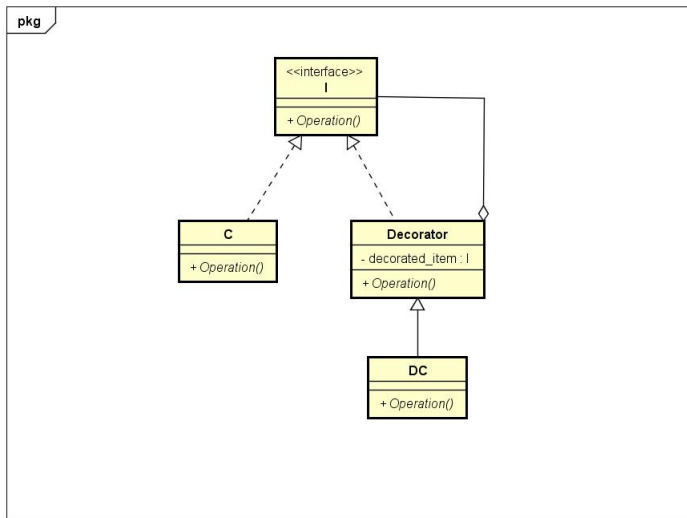 pkg
<<interface>>
I
+ Operation()
C
+ Operation()
Decorator
- decorated_item : I
+ Operation()
DC
+ Operation()